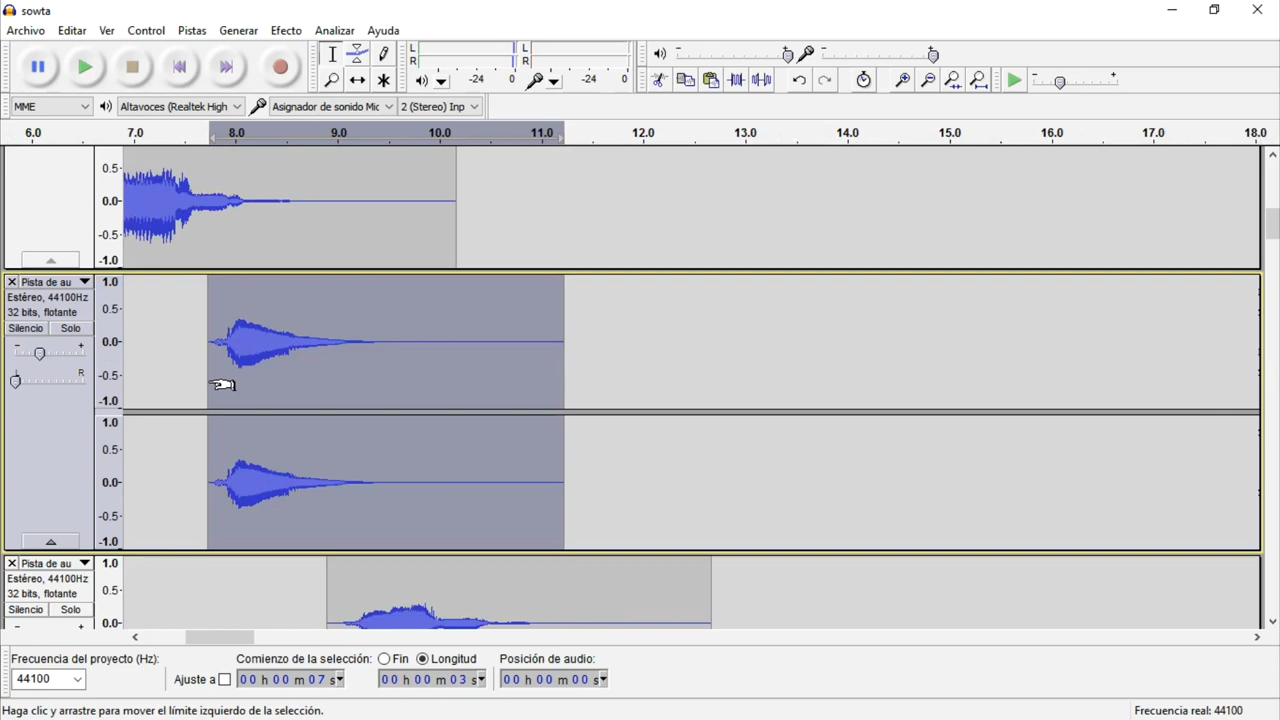 sowta
Archivo Editar Ver Control Pistas Generar Efecto Analizar Ayuda
L R -24 0 L R -24 0
MME Altavoces (Realtek High Asignador de sonido Mic 2 (Stereo) Inp
6.0 7.0 8.0 9.0 10.0 11.0 12.0 13.0 14.0 15.0 16.0 17.0 18.0
0.5
0.0
-0.5
-1.0
Pista de au 1.0
Estéreo, 44100Hz 0.5
32 bits, flotante
Silencio Solo
- + 0.0
L R -0.5
-1.0
1.0
0.5
0.0
-0.5
-1.0
Pista de au 1.0
Estéreo, 44100Hz 0.5
32 bits, flotante
Silencio Solo 0.0
- +
Frecuencia del proyecto (Hz): Comienzo de la selección: Fin Longitud Posición de audio:
44100 Ajuste a 00 h 00 m 07 s 00 h 00 m 03 s 00 h 00 m 00 s
Haga clic y arrastre para mover el límite izquierdo de la selección. Frecuencia real: 44100